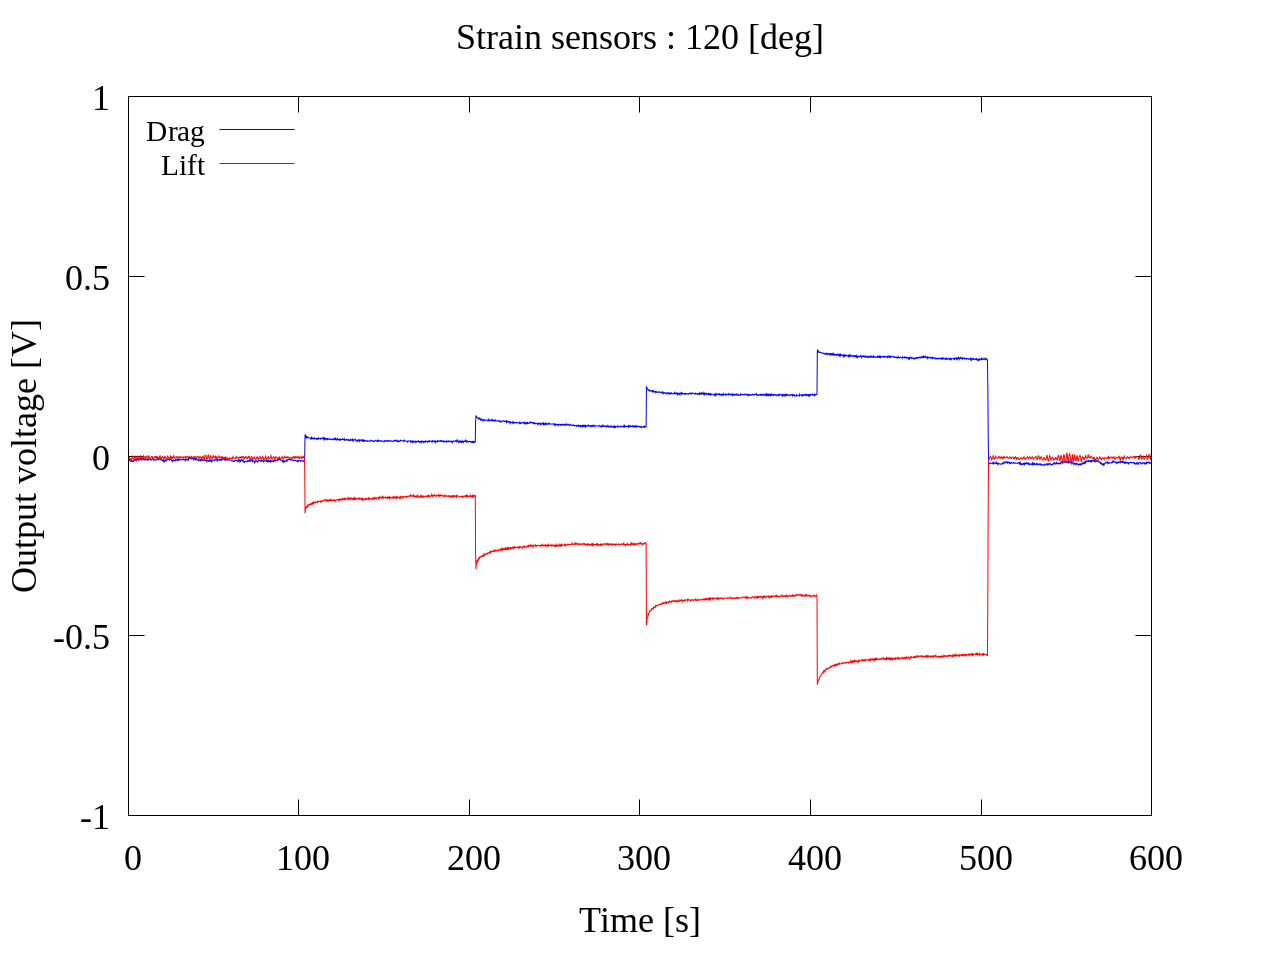 Strain sensors : 120 [deg]
1
0.5
0
-0.5
-1
Output voltage [V]
Drag
Lift
0 100 200 300 400 500 600
Time [s]